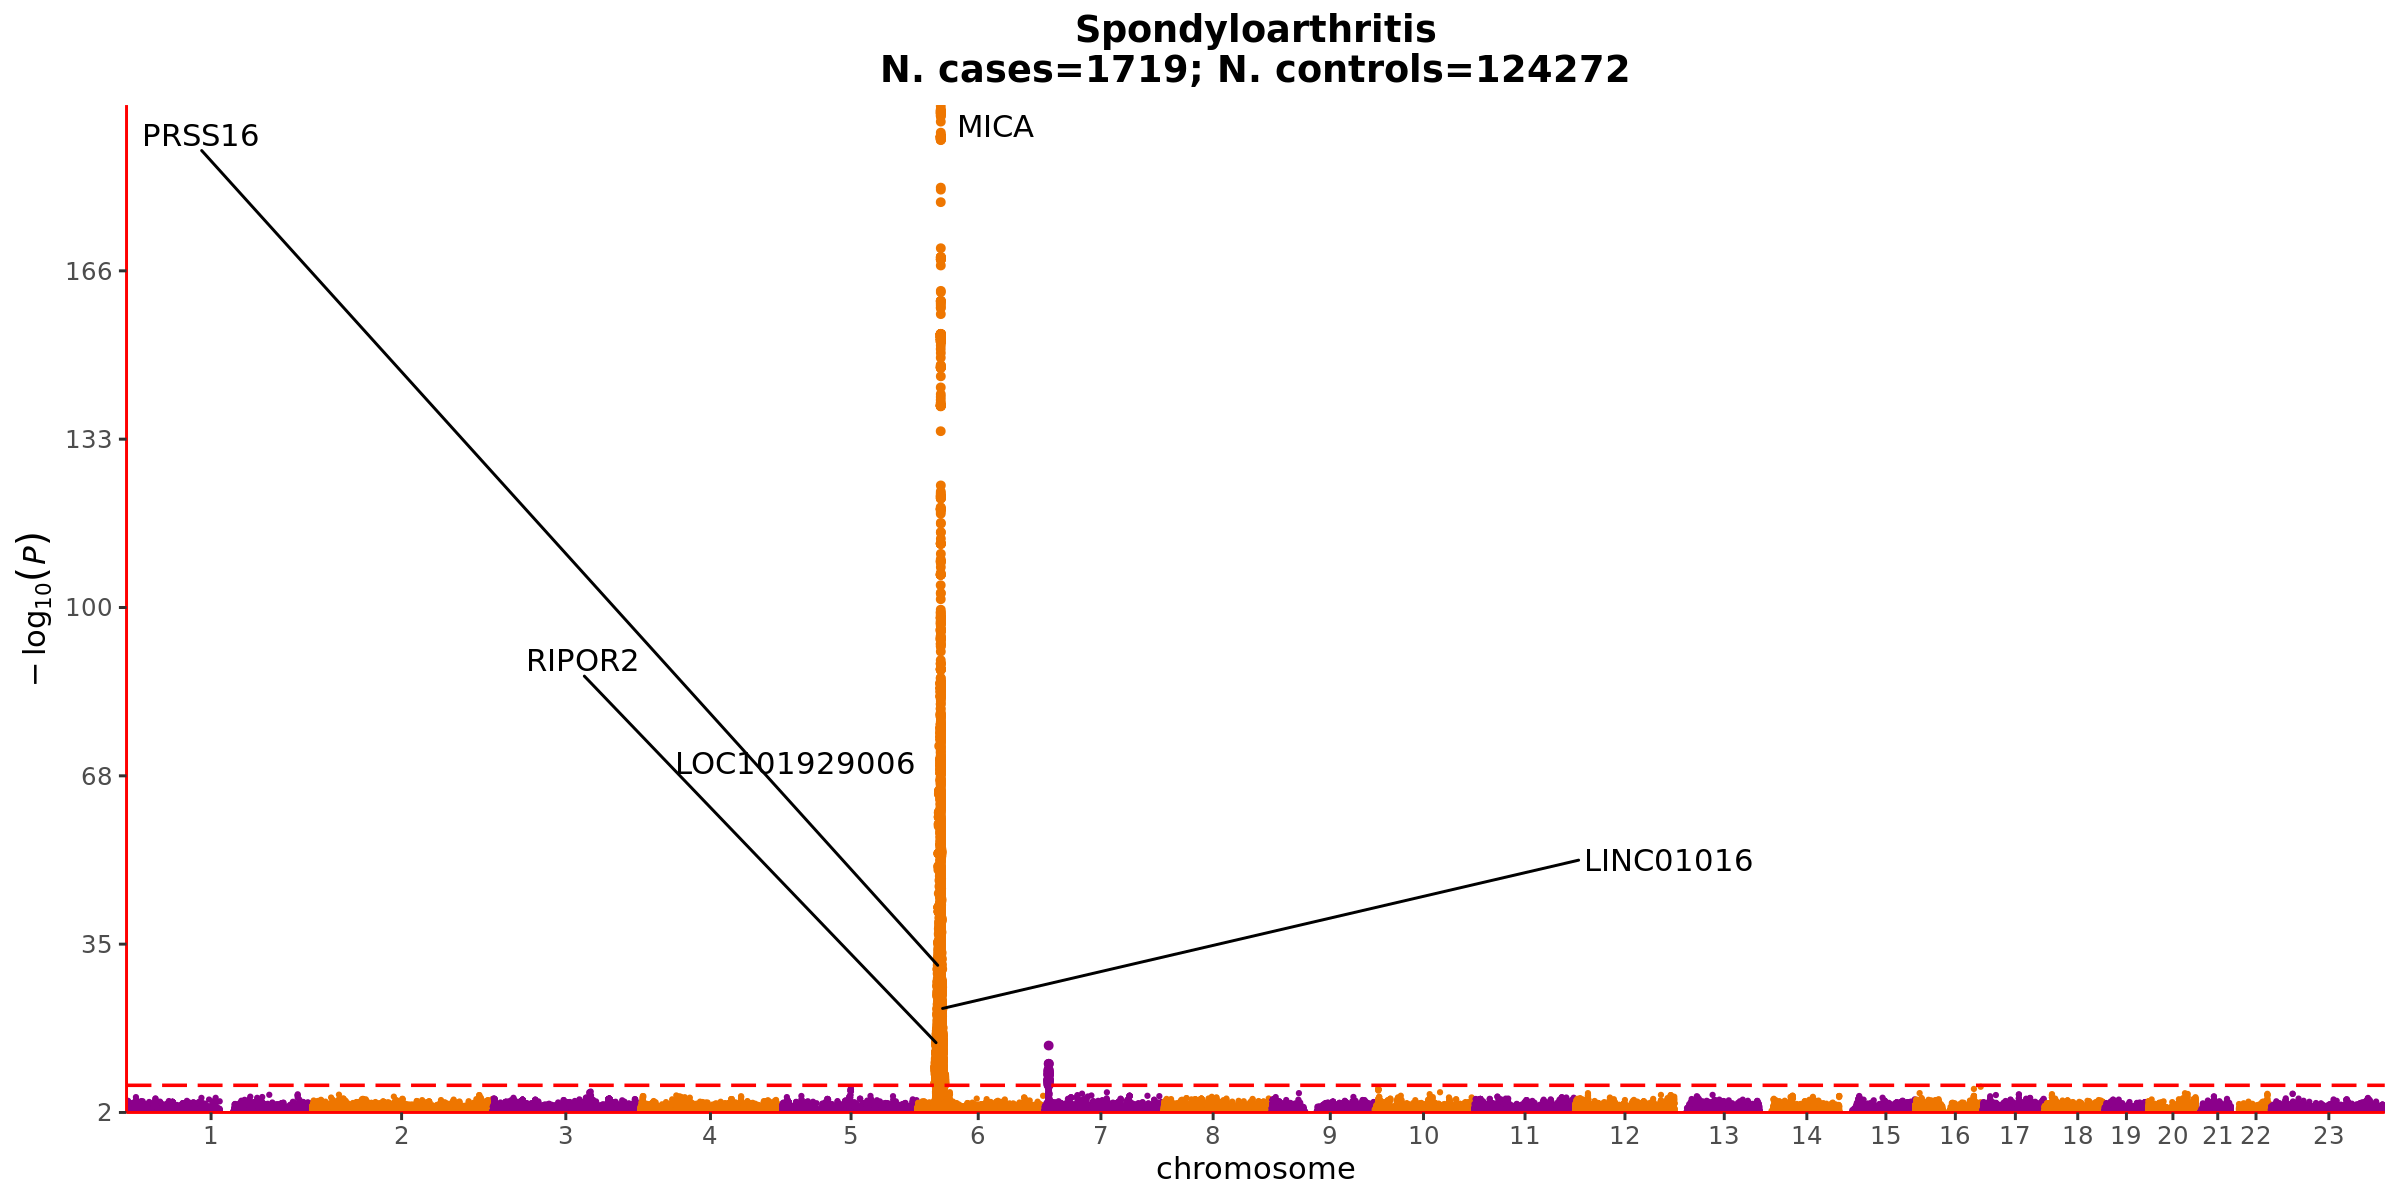 Spondyloarthritis
N. cases=1719; N. controls=124272
PRSS16
MICA
RIPOR2
LOC101929006
LINC01016
−log10(P)
166
133
100
68
35
2
1 2 3 4 5 6 7 8 9 10 11 12 13 14 15 16 17 18 19 20 21 22 23
chromosome